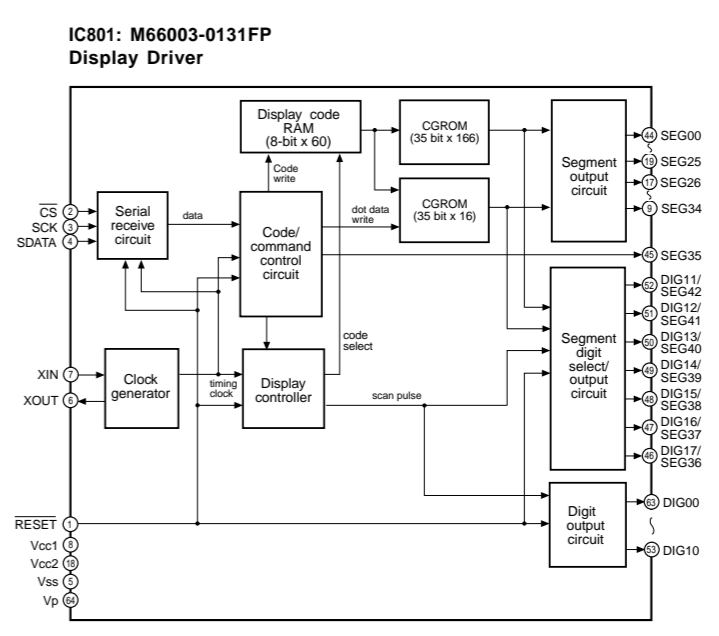 IC801: M66003-0131FP
Display Driver
Display code
RAM
(8-bit x 60)
CGROM
(35 bit x 166)
CGROM
(35 bit x 16)
Segment
output
circuit
44 SEG00
19 SEG25
17 SEG26
9 SEG34
CS 2
SCK 3
SDATA 4
Serial
receive
circuit
data
Code
write
Code/
command
control
circuit
dot data
write
45 SEG35
code
select
Segment
digit
select/
output
circuit
52 DIG11/
SEG42
51 DIG12/
SEG41
50 DIG13/
SEG40
49 DIG14/
SEG39
48 DIG15/
SEG38
47 DIG16/
SEG37
46 DIG17/
SEG36
XIN 7
XOUT 6
Clock
generator
timing
clock
Display
controller
scan pulse
RESET 1
Vcc1 8
Vcc2 18
Vss 5
Vp 64
Digit
output
circuit
63 DIG00
53 DIG10